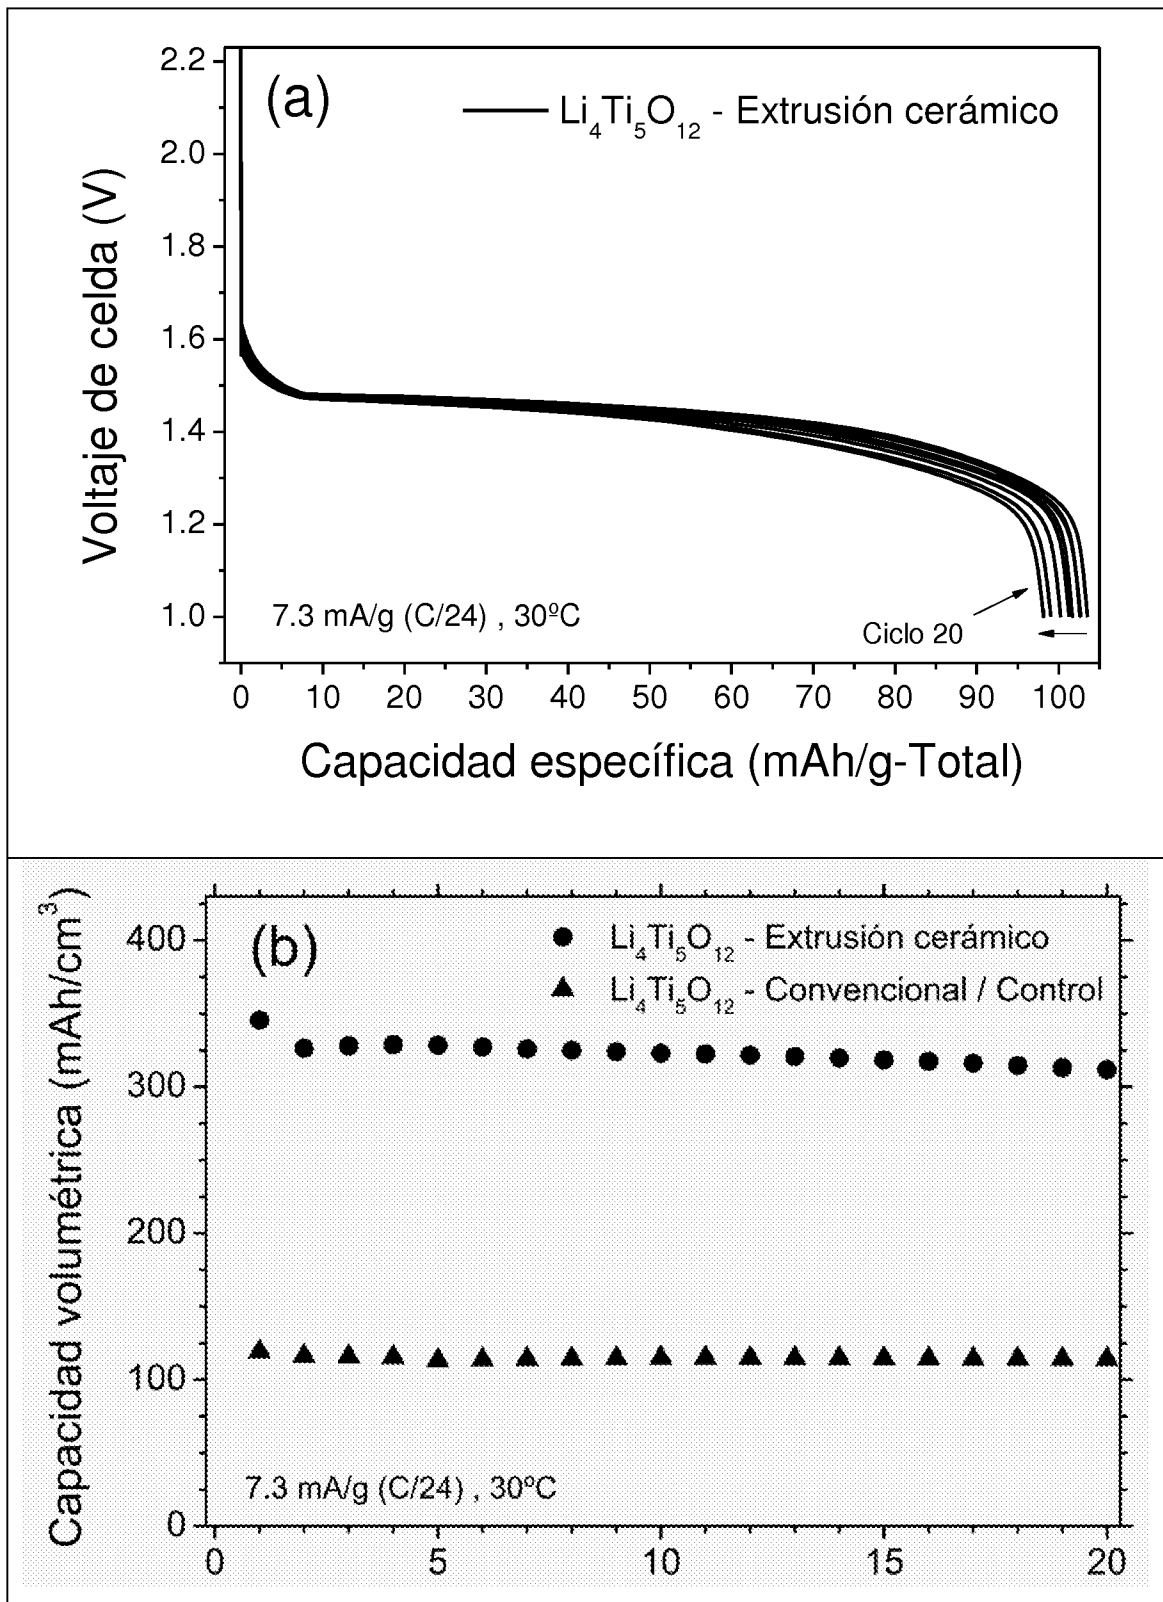 (a)
Li4Ti5O12 - Extrusión cerámico
2.2
2.0
1.8
1.6
1.4
1.2
1.0
Voltaje de celda (V)
7.3 mA/g (C/24) , 30ºC
Ciclo 20
0 10 20 30 40 50 60 70 80 90 100
Capacidad específica (mAh/g-Total)
(b)
Li4Ti5O12 - Extrusión cerámico
Li4Ti5O12 - Convencional / Control
400
300
200
100
0
Capacidad volumétrica (mAh/cm3)
7.3 mA/g (C/24) , 30ºC
0 5 10 15 20